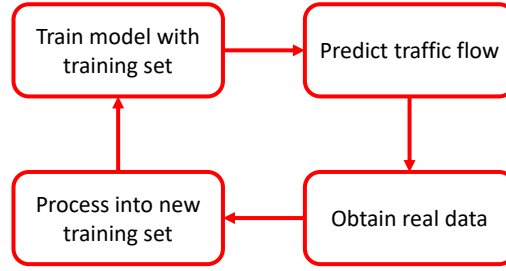 Train model with
training set
Predict traffic flow
Process into new
training set
Obtain real data